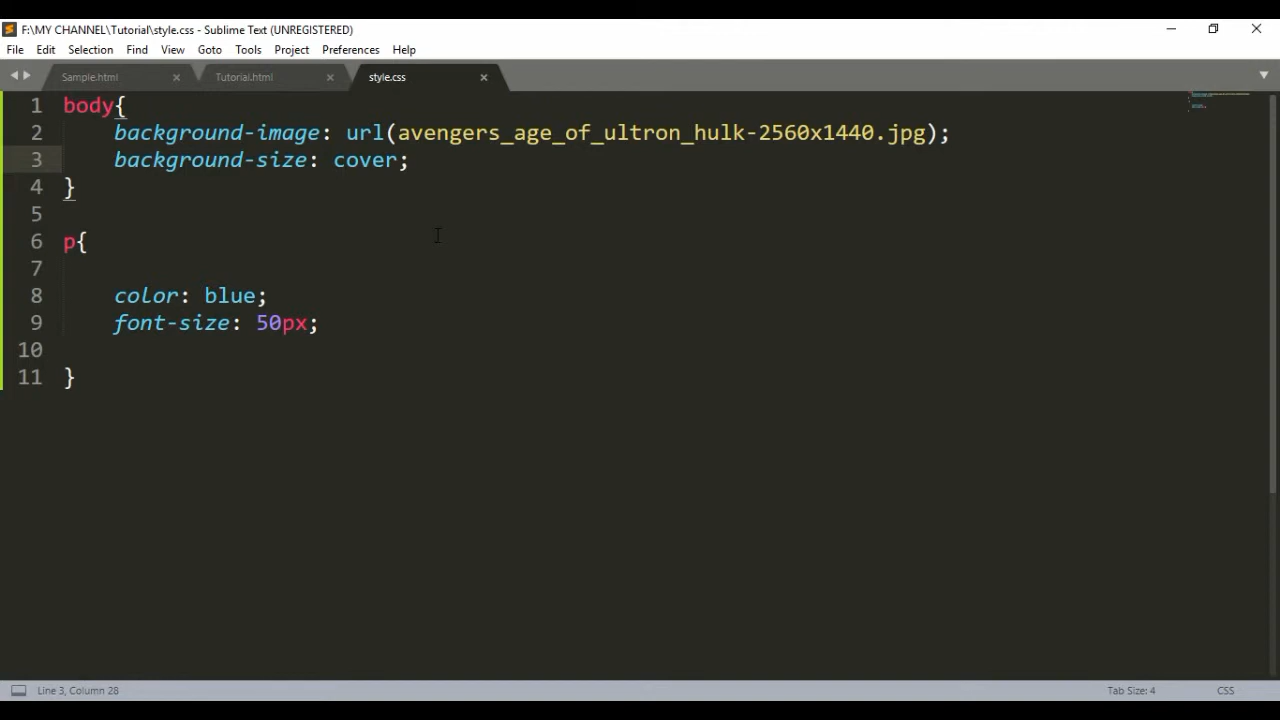 F:\MY CHANNEL\Tutorial\style.css - Sublime Text (UNREGISTERED)
File Edit Selection Find View Goto Tools Project Preferences Help
Sample.html Tutorial.html style.css
1 body{
2 background-image: url(avengers_age_of_ultron_hulk-2560x1440.jpg);
3 background-size: cover;
4 }
5
6 p{
7
8 color: blue;
9 font-size: 50px;
10
11 }
Line 3, Column 28 Tab Size: 4 CSS